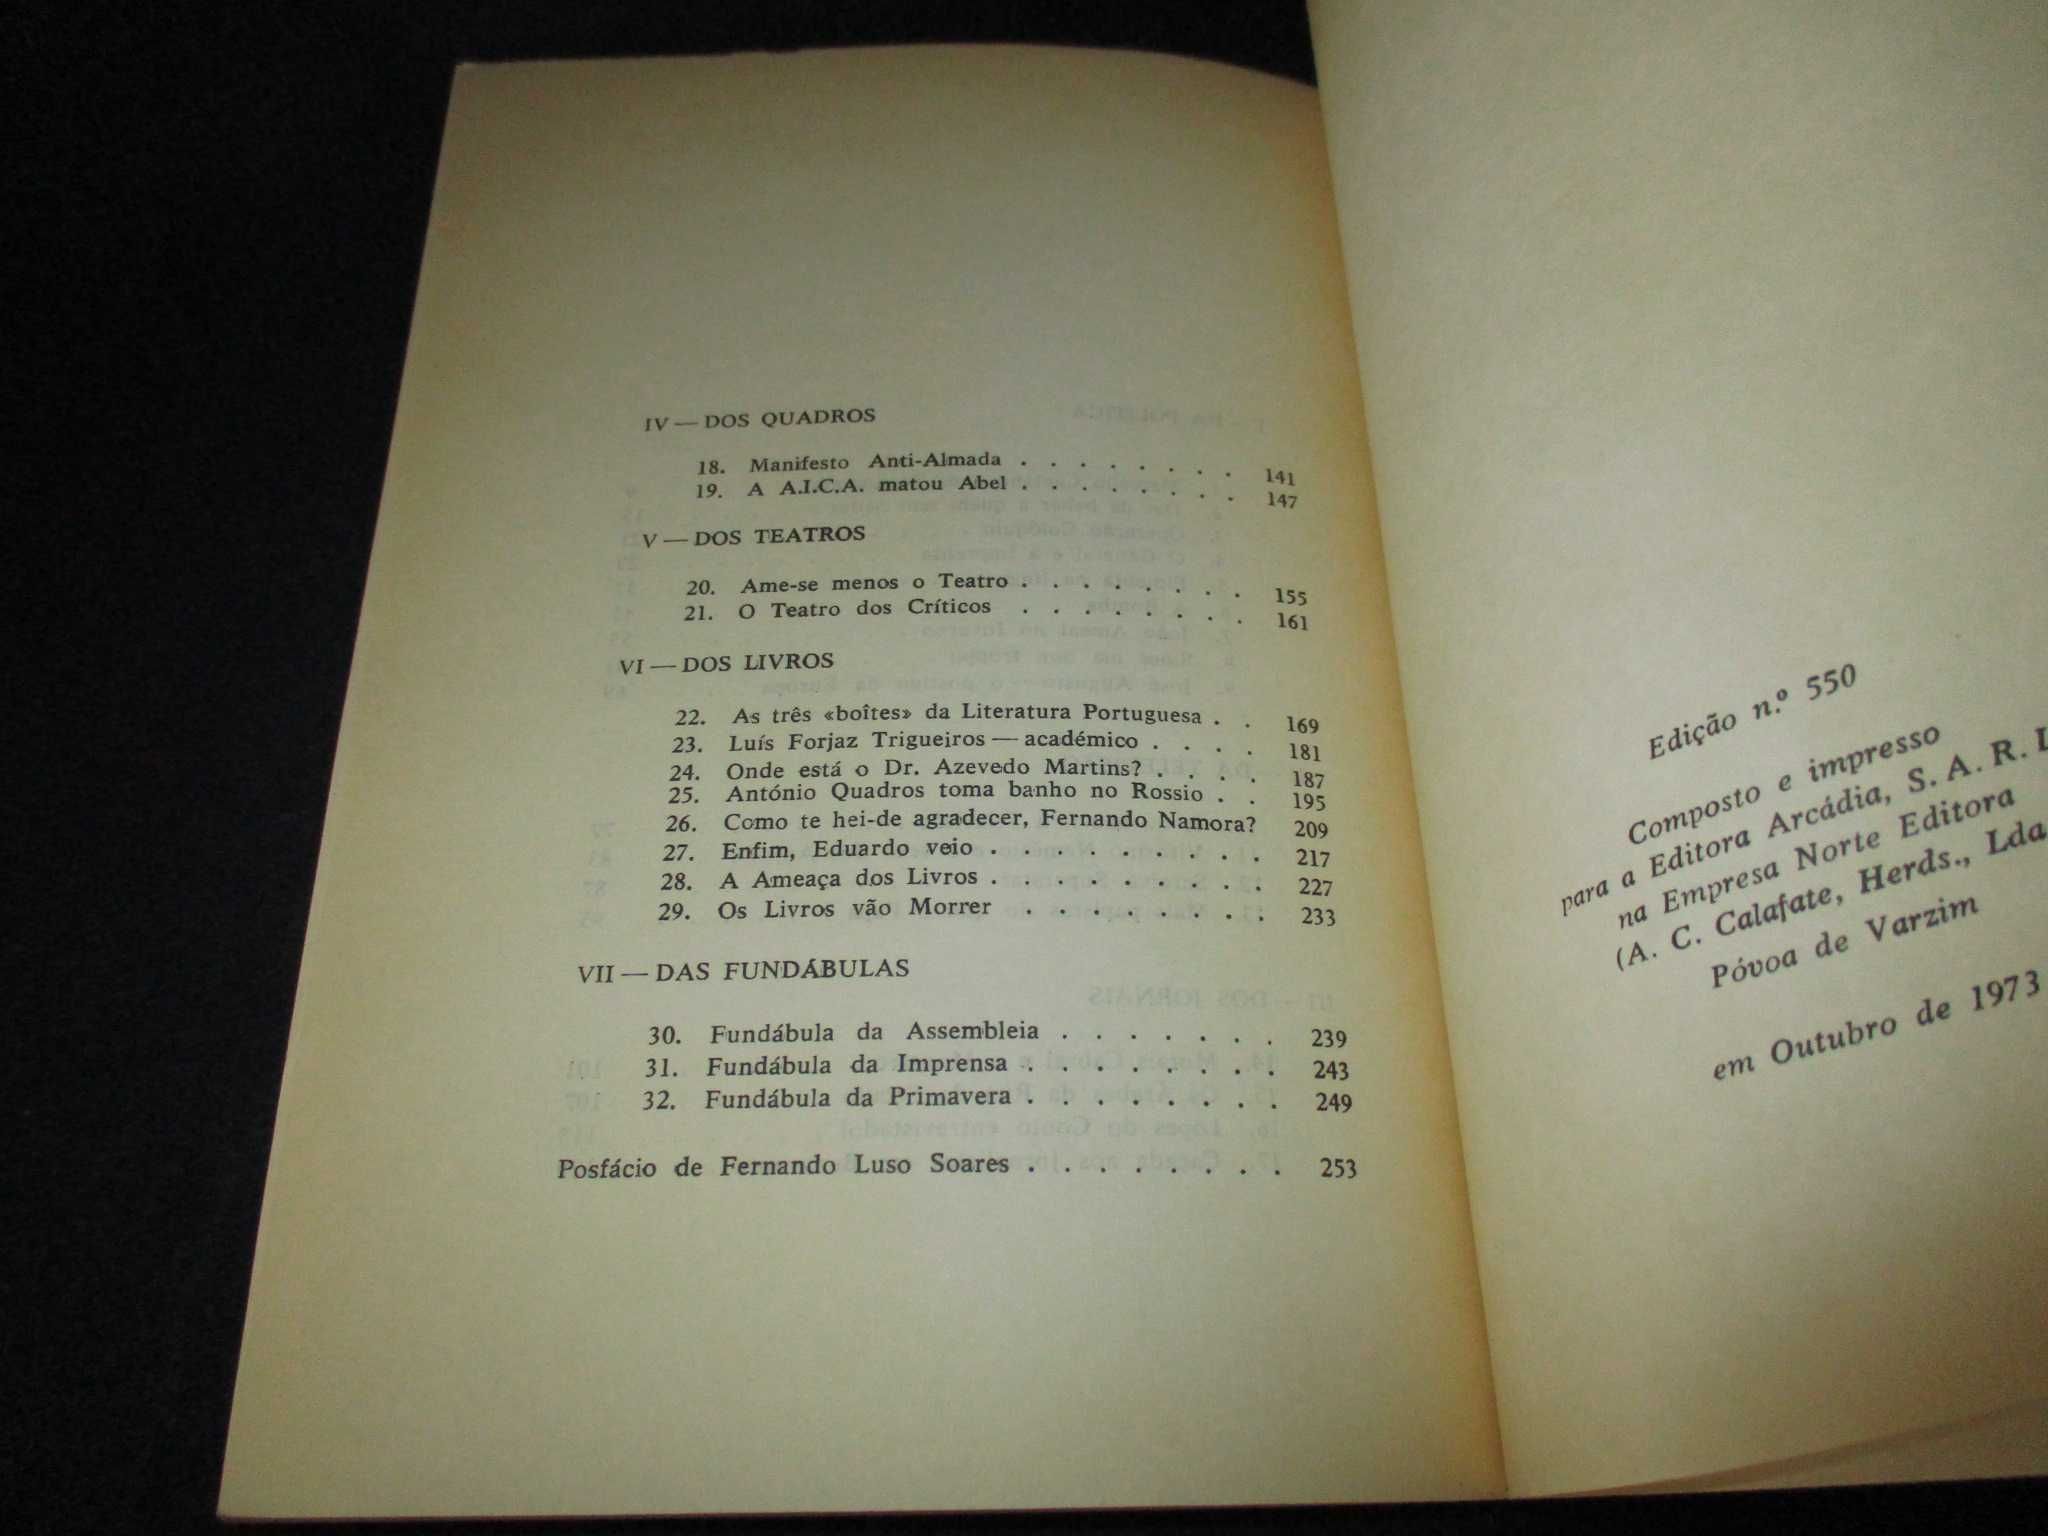 IV — DOS QUADROS
18. Manifesto Anti-Almada . . . . . . . . 141
19. A A.I.C.A. matou Abel . . . . . . . . 147
V — DOS TEATROS
20. Ame-se menos o Teatro . . . . . . . . 155
21. O Teatro dos Críticos . . . . . . . . 161
VI — DOS LIVROS
22. As três «boîtes» da Literatura Portuguesa . . 169
23. Luís Forjaz Trigueiros — académico . . . . 181
24. Onde está o Dr. Azevedo Martins? . . . . 187
25. António Quadros toma banho no Rossio . . 195
26. Como te hei-de agradecer, Fernando Namora? 209
27. Enfim, Eduardo veio . . . . . . . . . 217
28. A Ameaça dos Livros . . . . . . . . . 227
29. Os Livros vão Morrer . . . . . . . . 233
VII — DAS FUNDÁBULAS
30. Fundábula da Assembleia . . . . . . . 239
31. Fundábula da Imprensa . . . . . . . . 243
32. Fundábula da Primavera . . . . . . . . 249
Posfácio de Fernando Luso Soares . . . . . . . . 253
Edição n.º 550
Composto e impresso
para a Editora Arcádia, S. A. R. L
na Empresa Norte Editora
(A. C. Calafate, Herds., Lda
Póvoa de Varzim
em Outubro de 1973